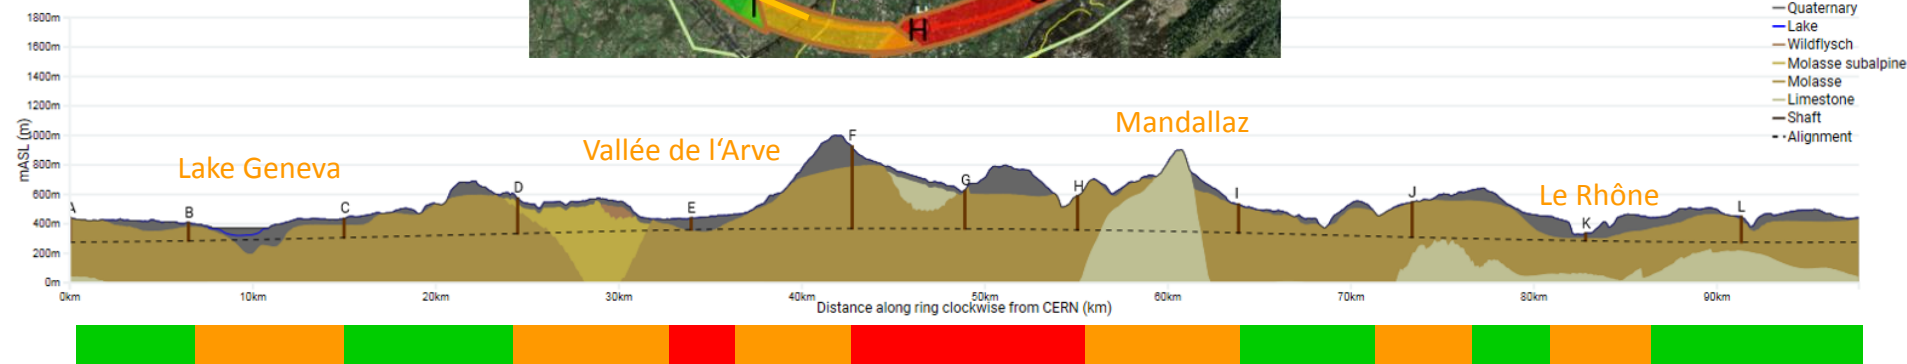 1800m
1600m
1400m
1200m
1000m
800m
600m
400m
200m
0m
mASL (m)
H
Quaternary
Lake
Wildflysch
Molasse subalpine
Molasse
Limestone
Shaft
Alignment
Lake Geneva
Vallée de l‘Arve
Mandallaz
Le Rhône
A
B
C
D
E
F
G
H
I
J
K
L
0km
10km
20km
30km
40km
50km
60km
70km
80km
90km
Distance along ring clockwise from CERN (km)